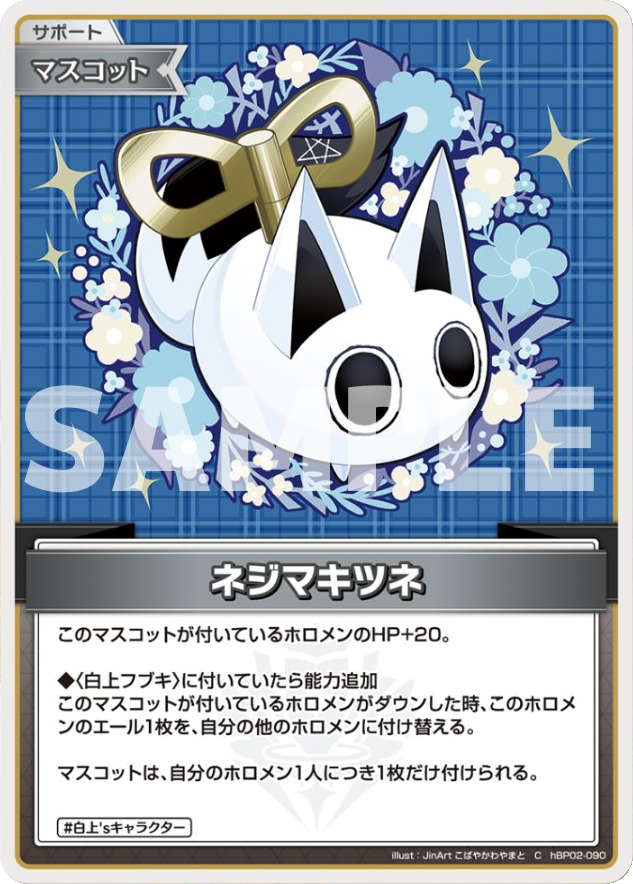 サポート
マスコット
SAMPLE
ネジマキツネ
このマスコットが付いているホロメンのHP+20。
◆〈白上フブキ〉に付いていたら能力追加
このマスコットが付いているホロメンがダウンした時、このホロメ
ンのエール1枚を、自分の他のホロメンに付け替える。
マスコットは、自分のホロメン1人につき1枚だけ付けられる。
#白上'sキャラクター
illust：JinArt こばやかわやまと C hBP02-090